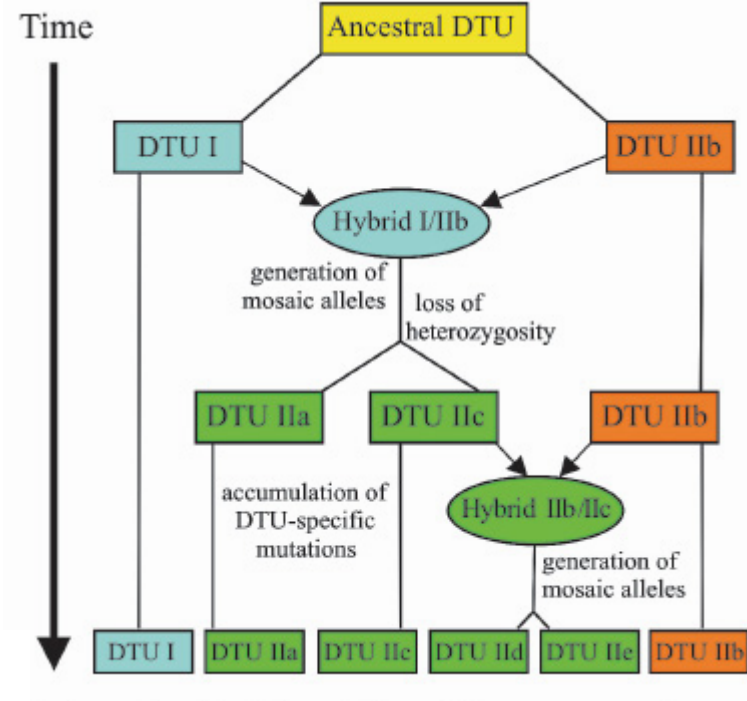 Time
Ancestral DTU
DTU I
DTU IIb
Hybrid I/IIb
generation of
mosaic alleles
loss of
heterozygosity
DTU IIa
DTU IIc
DTU IIb
accumulation of
DTU-specific
mutations
Hybrid IIb/IIc
generation of
mosaic alleles
DTU I
DTU IIa
DTU IIc
DTU IId
DTU IIe
DTU IIb